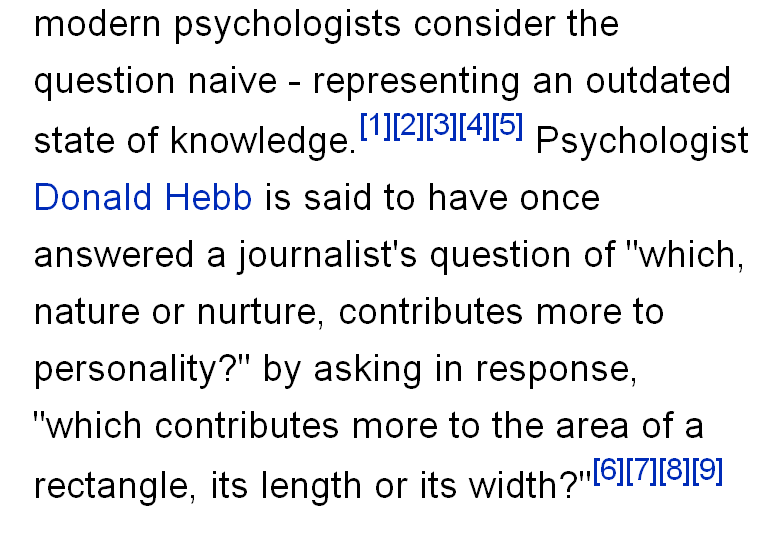 modern psychologists consider the
question naive - representing an outdated
state of knowledge.[1][2][3][4][5] Psychologist
Donald Hebb is said to have once
answered a journalist's question of "which,
nature or nurture, contributes more to
personality?" by asking in response,
"which contributes more to the area of a
rectangle, its length or its width?"[6][7][8][9]